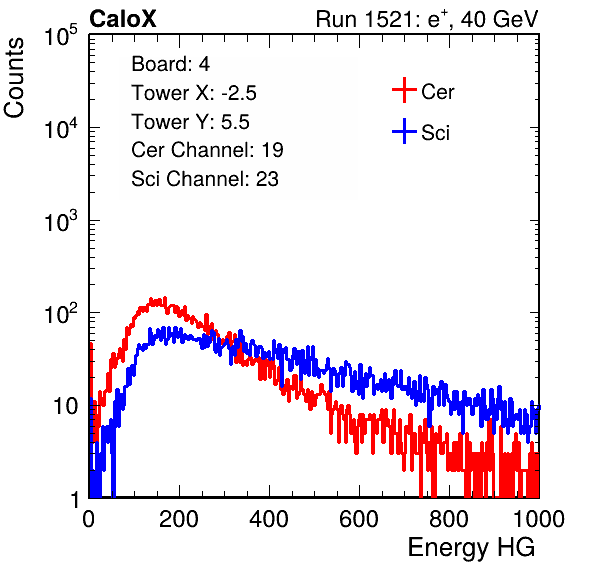 CaloX Run 1521: e⁺, 40 GeV
Counts
10⁵
10⁴
10³
10²
10
1
Board: 4
Tower X: -2.5
Tower Y: 5.5
Cer Channel: 19
Sci Channel: 23
Cer
Sci
0 200 400 600 800 1000
Energy HG